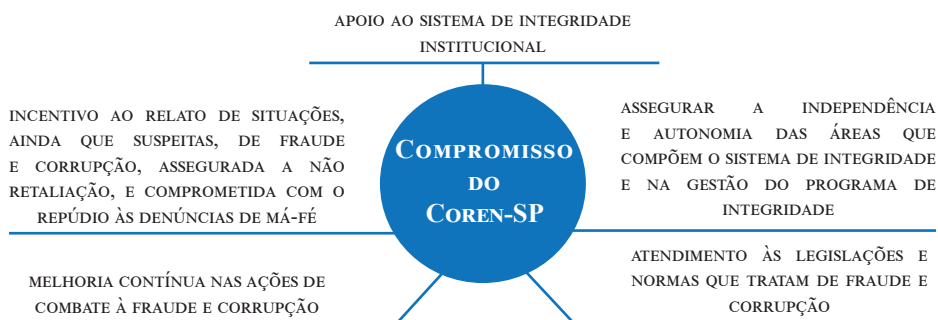 APOIO AO SISTEMA DE INTEGRIDADE
INSTITUCIONAL
INCENTIVO AO RELATO DE SITUAÇÕES,
AINDA QUE SUSPEITAS, DE FRAUDE
E CORRUPÇÃO, ASSEGURADA A NÃO
RETALIAÇÃO, E COMPROMETIDA COM O
REPÚDIO ÀS DENÚNCIAS DE MÁ-FÉ
COMPROMISSO
DO
COREN-SP
ASSEGURAR A INDEPENDÊNCIA
E AUTONOMIA DAS ÁREAS QUE
COMPÕEM O SISTEMA DE INTEGRIDADE
E NA GESTÃO DO PROGRAMA DE
INTEGRIDADE
MELHORIA CONTÍNUA NAS AÇÕES DE
COMBATE À FRAUDE E CORRUPÇÃO
ATENDIMENTO ÀS LEGISLAÇÕES E
NORMAS QUE TRATAM DE FRAUDE E
CORRUPÇÃO